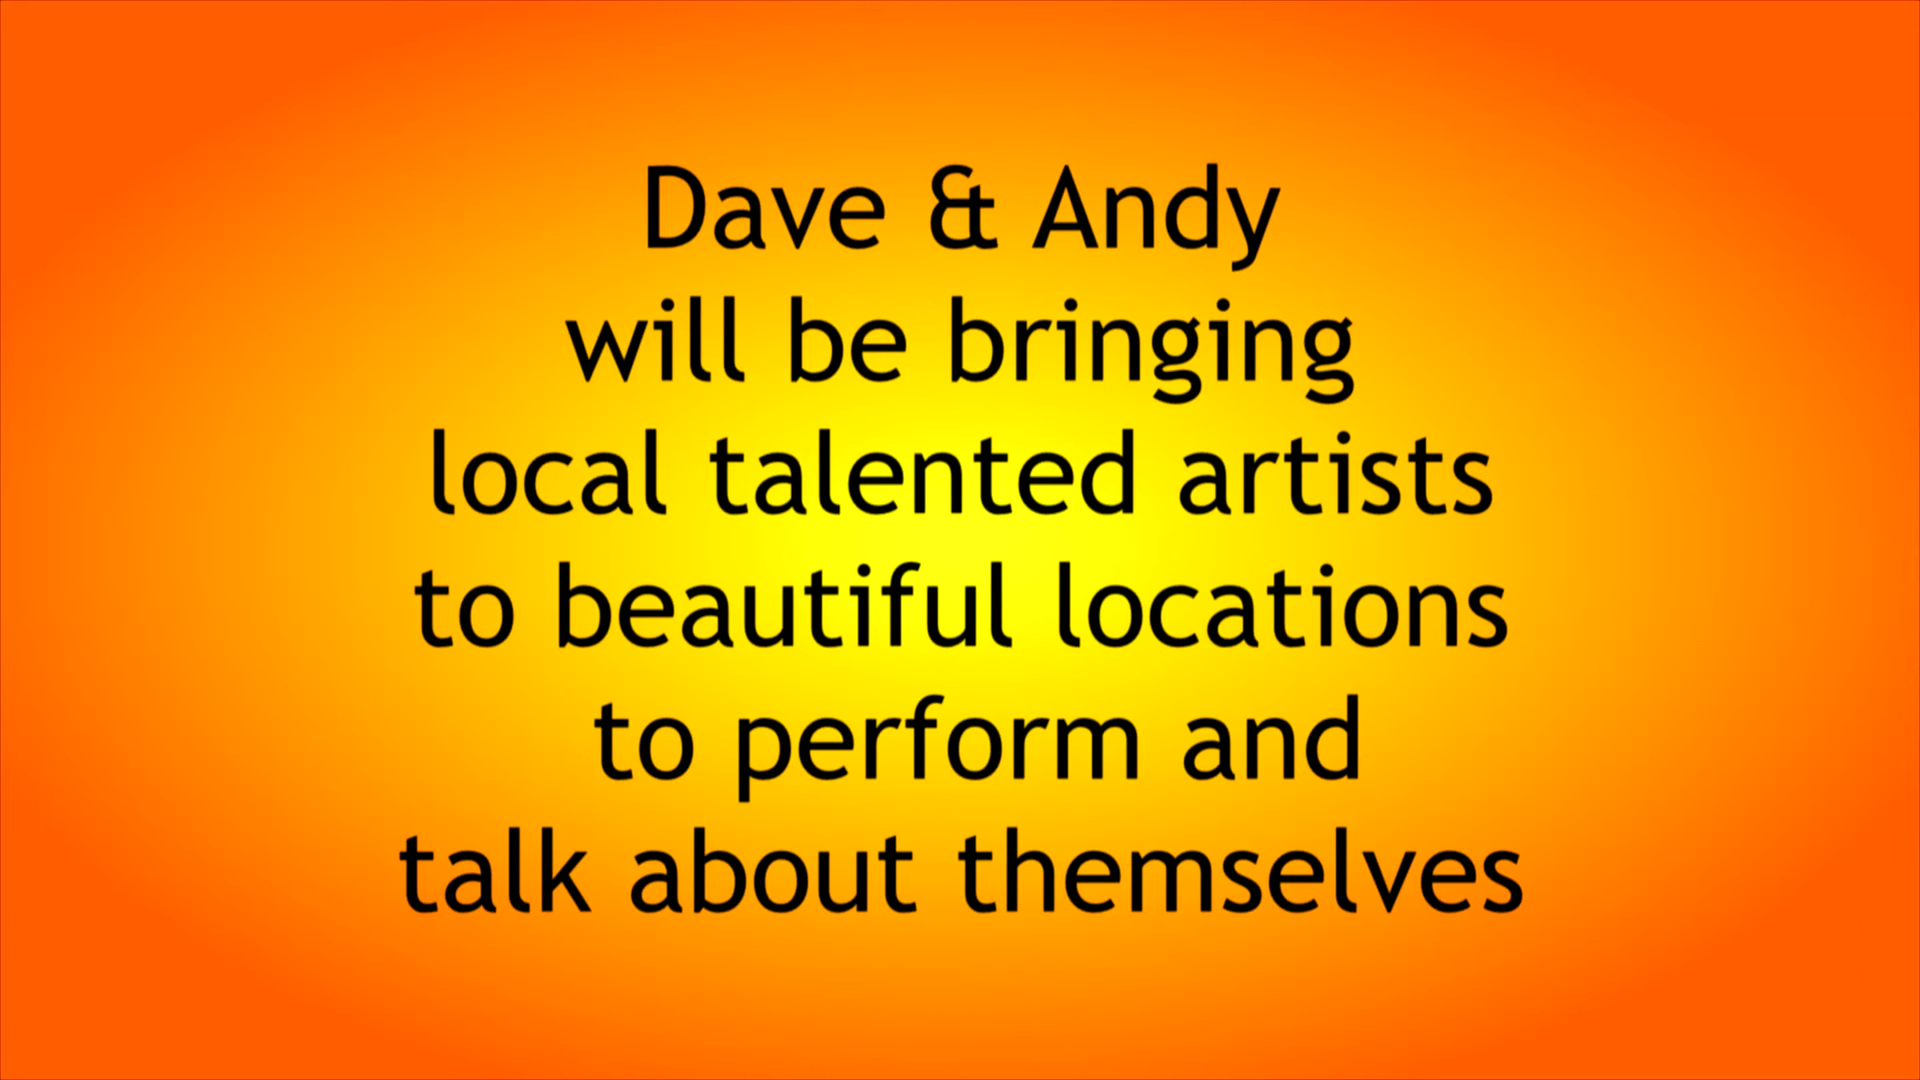 Dave & Andy
will be bringing
local talented artists
to beautiful locations
to perform and
talk about themselves